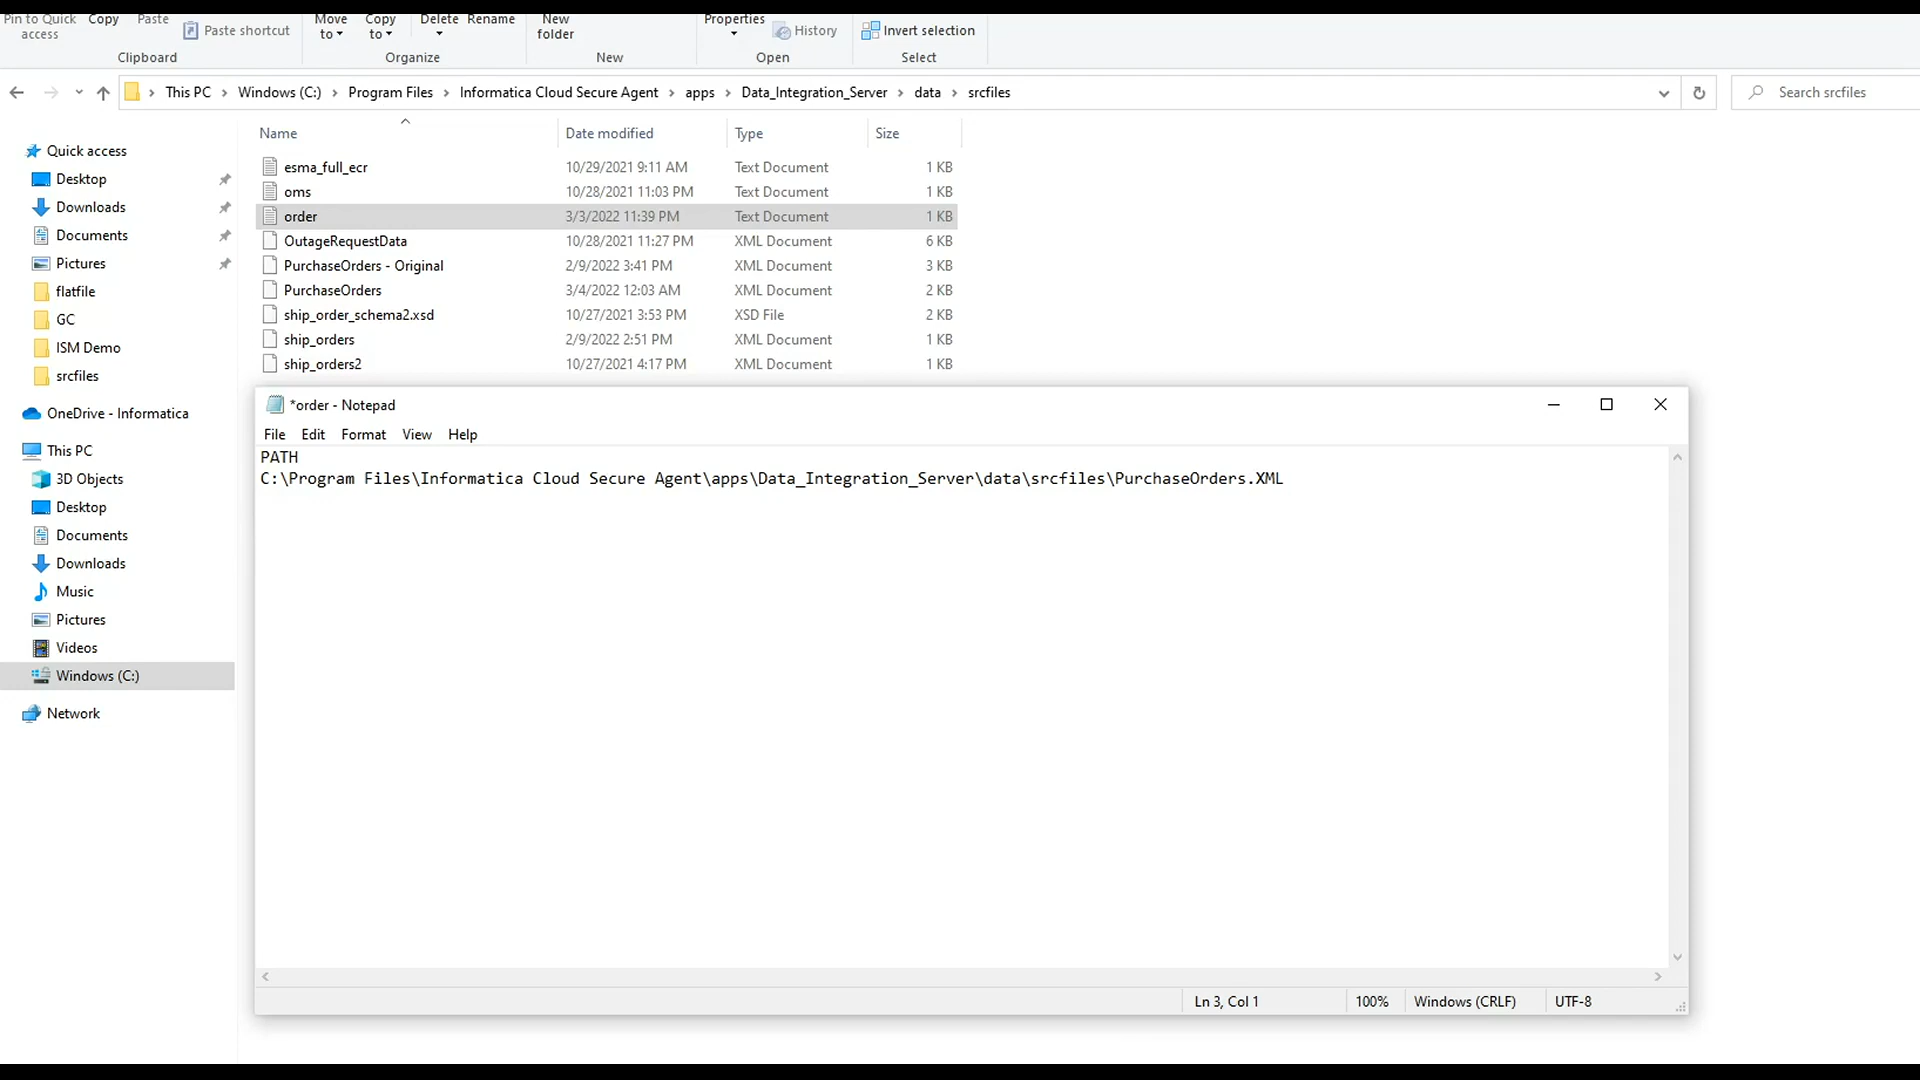 Pin to Quick access
Copy
Paste
Paste shortcut
Clipboard
Move to
Copy to
Delete
Rename
Organize
New folder
New
Properties
History
Open
Invert selection
Select
This PC > Windows (C:) > Program Files > Informatica Cloud Secure Agent > apps > Data_Integration_Server > data > srcfiles
Search srcfiles
Quick access
Desktop
Downloads
Documents
Pictures
flatfile
GC
ISM Demo
srcfiles
OneDrive - Informatica
This PC
3D Objects
Desktop
Documents
Downloads
Music
Pictures
Videos
Windows (C:)
Network
Name Date modified Type Size
esma_full_ecr 10/29/2021 9:11 AM Text Document 1 KB
oms 10/28/2021 11:03 PM Text Document 1 KB
order 3/3/2022 11:39 PM Text Document 1 KB
OutageRequestData 10/28/2021 11:27 PM XML Document 6 KB
PurchaseOrders - Original 2/9/2022 3:41 PM XML Document 3 KB
PurchaseOrders 3/4/2022 12:03 AM XML Document 2 KB
ship_order_schema2.xsd 10/27/2021 3:53 PM XSD File 2 KB
ship_orders 2/9/2022 2:51 PM XML Document 1 KB
ship_orders2 10/27/2021 4:17 PM XML Document 1 KB
*order - Notepad
File Edit Format View Help
PATH
C:\Program Files\Informatica Cloud Secure Agent\apps\Data_Integration_Server\data\srcfiles\PurchaseOrders.XML
Ln 3, Col 1 100% Windows (CRLF) UTF-8